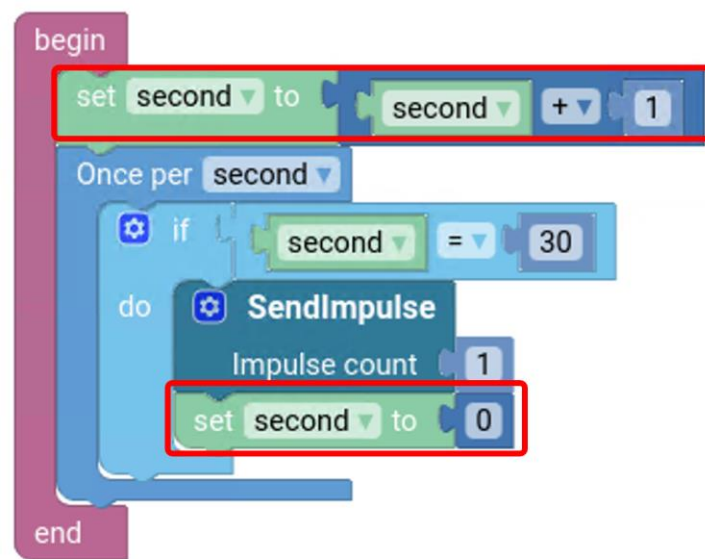 begin
set second to second + 1
Once per second
if second = 30
do SendImpulse
Impulse count 1
set second to 0
end